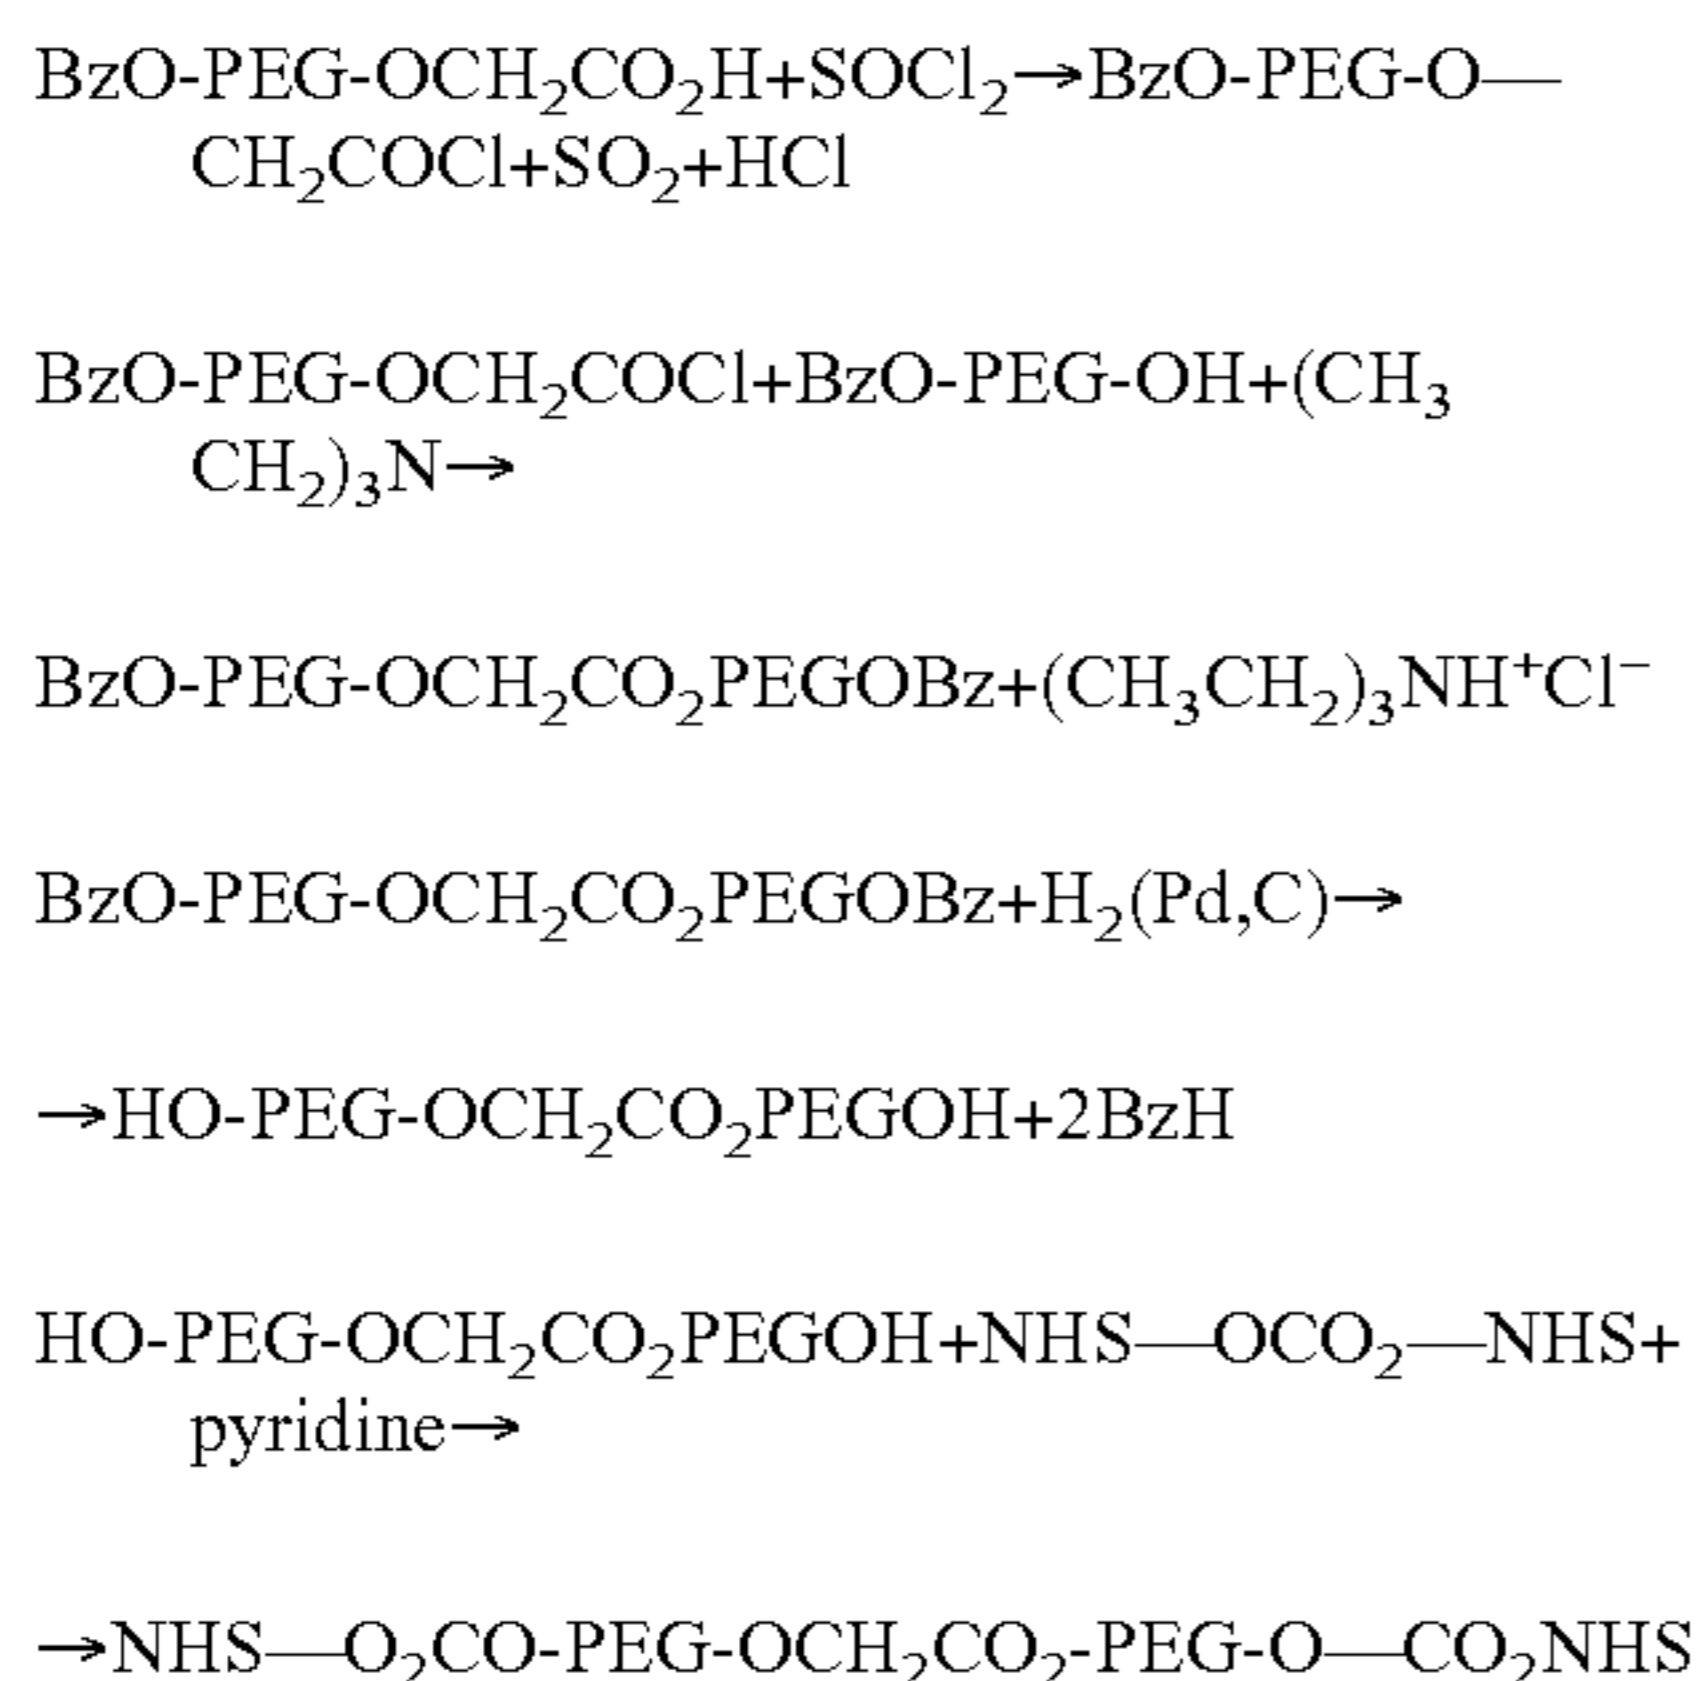 BzO-PEG-OCH₂CO₂H+SOCl₂→BzO-PEG-O—
CH₂COCl+SO₂+HCl
BzO-PEG-OCH₂COCl+BzO-PEG-OH+(CH₃
CH₂)₃N→
BzO-PEG-OCH₂CO₂PEGOBz+(CH₃CH₂)₃NH⁺Cl⁻
BzO-PEG-OCH₂CO₂PEGOBz+H₂(Pd,C)→
→HO-PEG-OCH₂CO₂PEGOH+2BzH
HO-PEG-OCH₂CO₂PEGOH+NHS—OCO₂—NHS+
pyridine→
→NHS—O₂CO-PEG-OCH₂CO₂-PEG-O—CO₂NHS